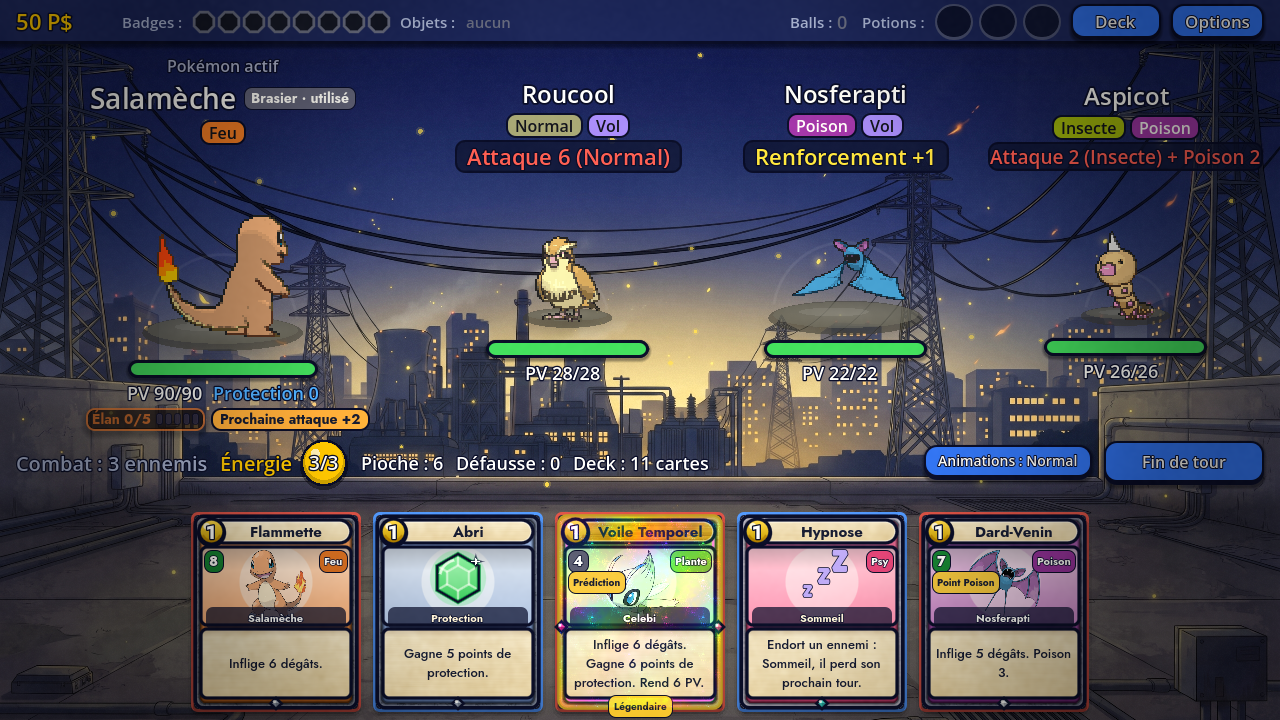 50 P$
Badges :
Objets : aucun
Balls : 0
Potions :
Deck
Options
Pokémon actif
Salamèche
Brasier · utilisé
Feu
Roucool
Normal
Vol
Attaque 6 (Normal)
Nosferapti
Poison
Vol
Renforcement +1
Aspicot
Insecte
Poison
Attaque 2 (Insecte) + Poison 2
PV 90/90
Protection 0
Élan 0/5
Prochaine attaque +2
PV 28/28
PV 22/22
PV 26/26
Combat : 3 ennemis
Énergie
3/3
Pioche : 6
Défausse : 0
Deck : 11 cartes
Animations : Normal
Fin de tour
1
Flammette
8
Feu
Salamèche
Inflige 6 dégâts.
1
Abri
Protection
Gagne 5 points de
protection.
1
Voile Temporel
4
Plante
Prédiction
Celebi
Inflige 6 dégâts.
Gagne 6 points de
protection. Rend 6 PV.
Légendaire
1
Hypnose
Psy
Z
Z
Z
Sommeil
Endort un ennemi :
Sommeil, il perd son
prochain tour.
1
Dard-Venin
7
Poison
Point Poison
Nosferapti
Inflige 5 dégâts. Poison
3.